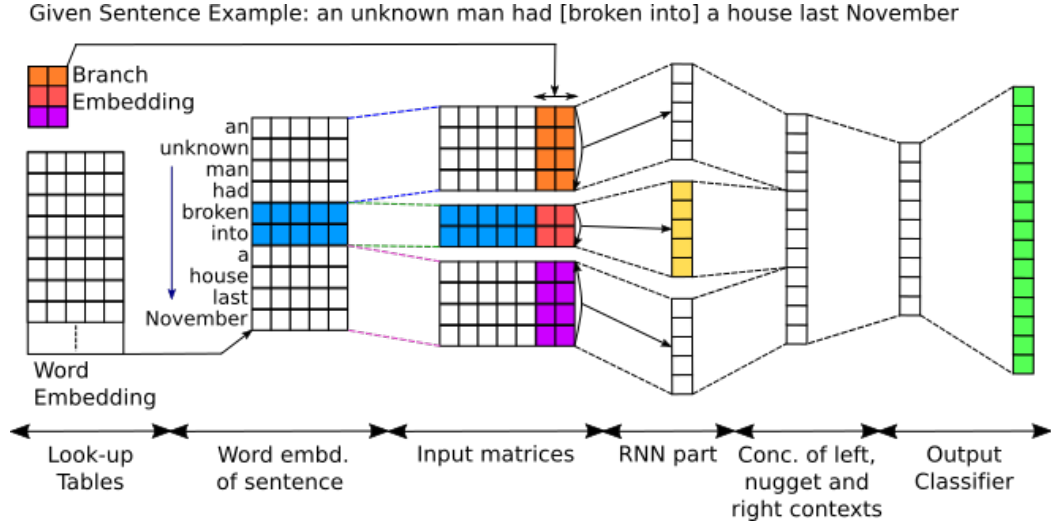 Given Sentence Example: an unknown man had [broken into] a house last November
Branch
Embedding
an
unknown
man
had
broken
into
a
house
last
November
Word
Embedding
Look-up
Tables
Word embd.
of sentence
Input matrices
RNN part
Conc. of left,
nugget and
right contexts
Output
Classifier